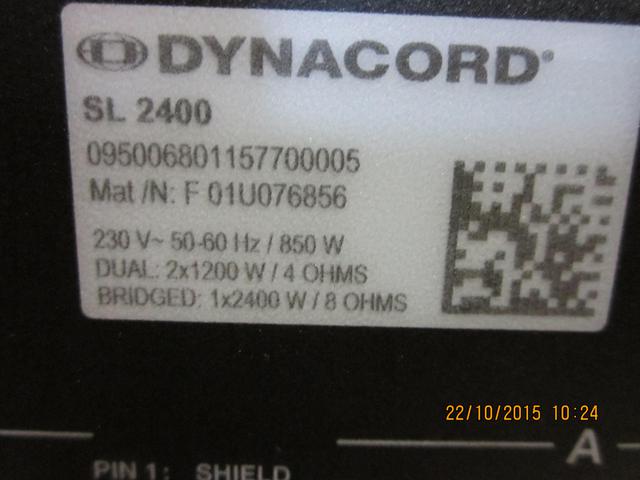 DYNACORD®
SL 2400
095006801157700005
Mat /N: F 01U076856
230 V~ 50-60 Hz / 850 W
DUAL: 2x1200 W / 4 OHMS
BRIDGED: 1x2400 W / 8 OHMS
22/10/2015 10:24
A
PIN 1: SHIELD